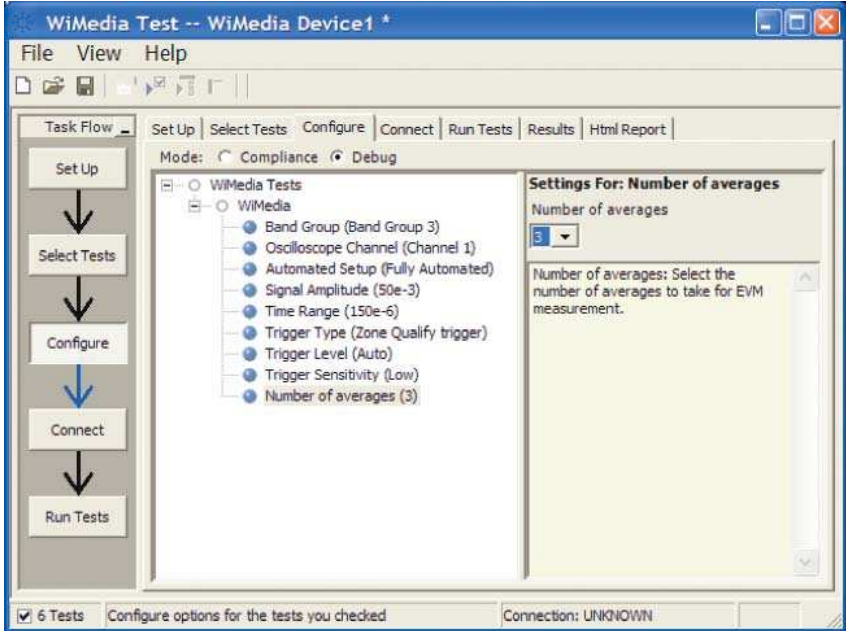 WiMedia Test -- WiMedia Device1 *
File View Help
Task Flow
Set Up
Select Tests
Configure
Connect
Run Tests
Set Up Select Tests Configure Connect Run Tests Results Html Report
Mode: Compliance Debug
WiMedia Tests
WiMedia
Band Group (Band Group 3)
Oscilloscope Channel (Channel 1)
Automated Setup (Fully Automated)
Signal Amplitude (50e-3)
Time Range (150e-6)
Trigger Type (Zone Qualify trigger)
Trigger Level (Auto)
Trigger Sensitivity (Low)
Number of averages (3)
Settings For: Number of averages
Number of averages
3
Number of averages: Select the
number of averages to take for EVM
measurement.
6 Tests Configure options for the tests you checked Connection: UNKNOWN